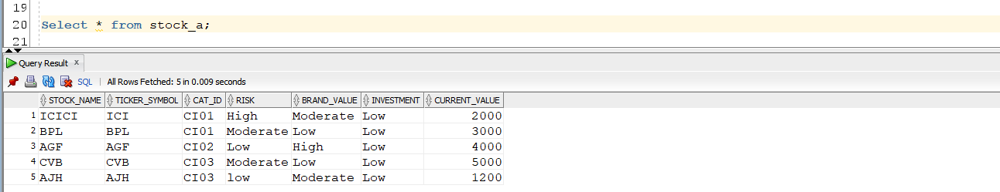 19
20 Select * from stock_a;
21
Query Result x
SQL | All Rows Fetched: 5 in 0.009 seconds
STOCK_NAME TICKER_SYMBOL CAT_ID RISK BRAND_VALUE INVESTMENT CURRENT_VALUE
1 ICICI ICI CI01 High Moderate Low 2000
2 BPL BPL CI01 Moderate Low Low 3000
3 AGF AGF CI02 Low High Low 4000
4 CVB CVB CI03 Moderate Low Low 5000
5 AJH AJH CI03 low Moderate Low 1200